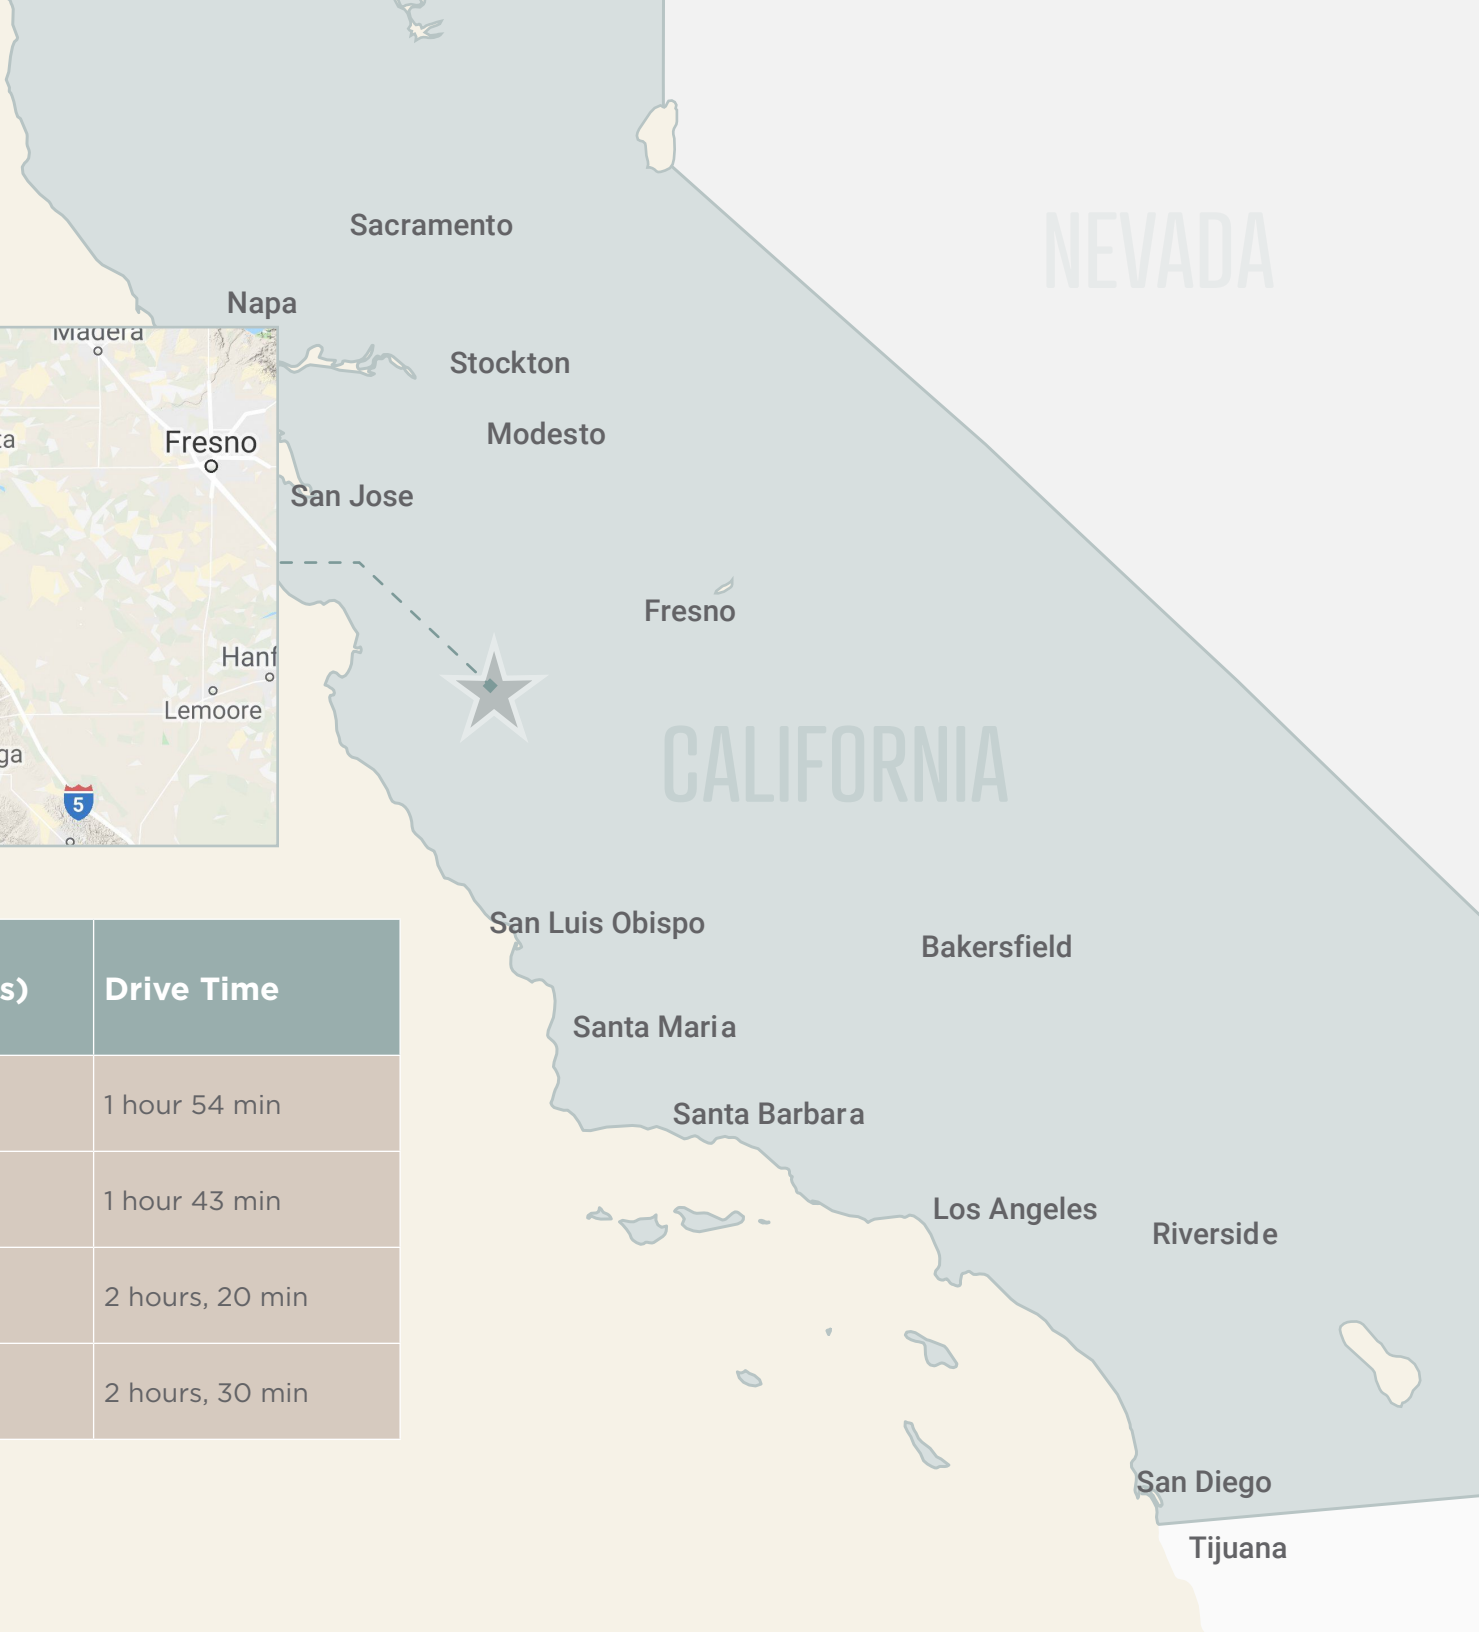 NEVADA
Sacramento
Napa
Madera
Stockton
Modesto
Fresno
San Jose
Fresno
Hanf
Lemoore
CALIFORNIA
5
San Luis Obispo
Bakersfield
s) Drive Time
Santa Maria
1 hour 54 min
Santa Barbara
1 hour 43 min
Los Angeles
Riverside
2 hours, 20 min
2 hours, 30 min
San Diego
Tijuana